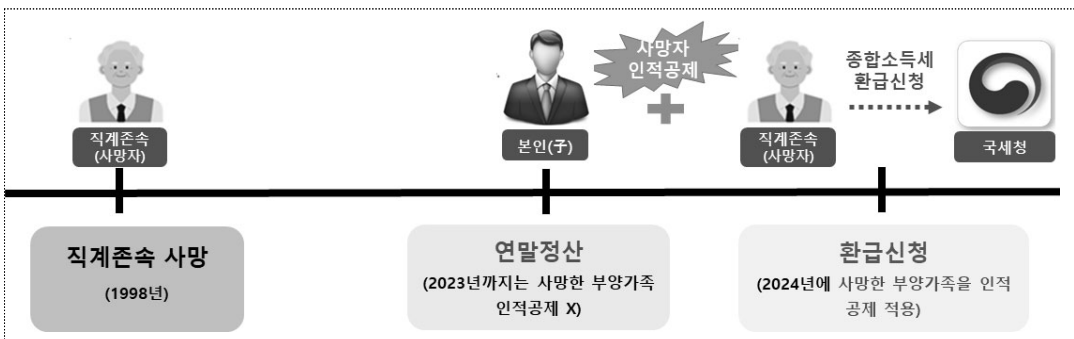 직계존속
(사망자)
본인(子)
사망자
인적공제
직계존속
(사망자)
종합소득세
환급신청
국세청
직계존속 사망
(1998년)
연말정산
(2023년까지는 사망한 부양가족
인적공제 X)
환급신청
(2024년에 사망한 부양가족을 인적
공제 적용)